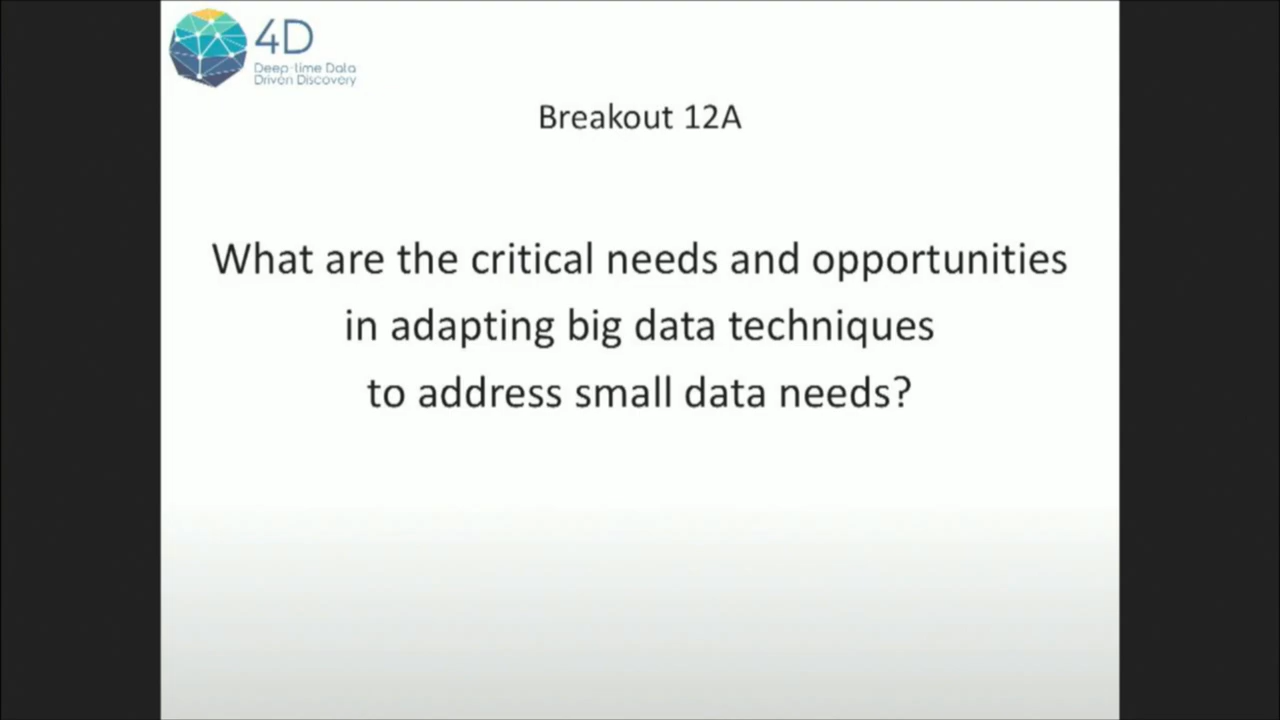 4D
Deep-time Data
Driven Discovery
Breakout 12A
What are the critical needs and opportunities
in adapting big data techniques
to address small data needs?